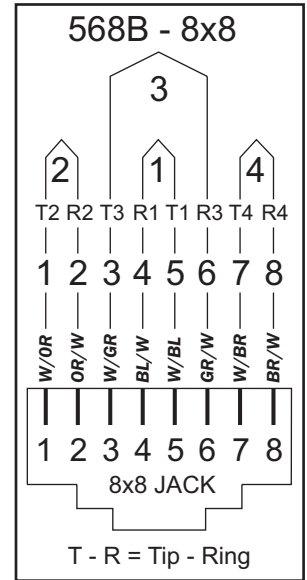 568B - 8x8
3
2 1 4
T2 R2 T3 R1 T1 R3 T4 R4
1 2 3 4 5 6 7 8
W/OR OR/W W/GR BL/W W/BL GR/W W/BR BR/W
1 2 3 4 5 6 7 8
8x8 JACK
T - R = Tip - Ring